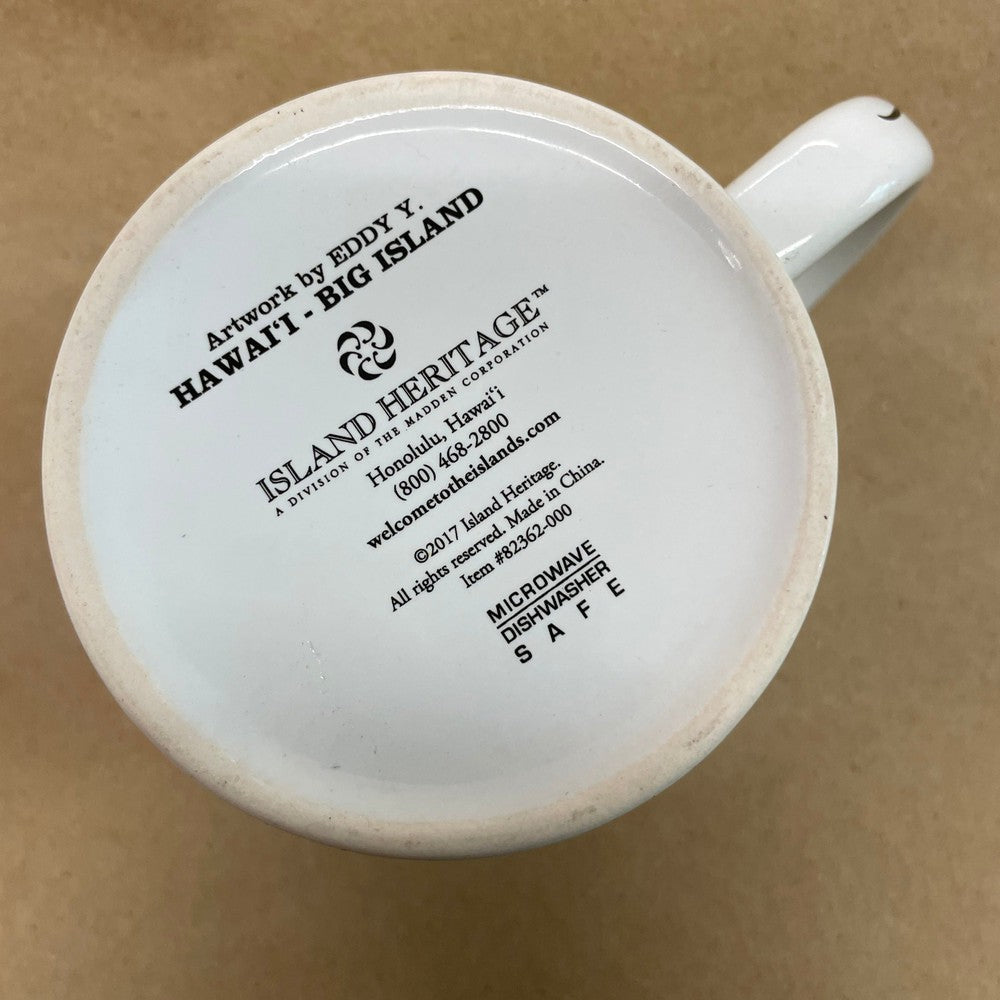 Artwork by EDDY Y.
HAWAI‘I - BIG ISLAND
ISLAND HERITAGE™
A DIVISION OF THE MADDEN CORPORATION
Honolulu, Hawai‘i
(800) 468-2800
welcometotheislands.com
©2017 Island Heritage.
All rights reserved. Made in China.
Item #82362-000
MICROWAVE
DISHWASHER
S A F E